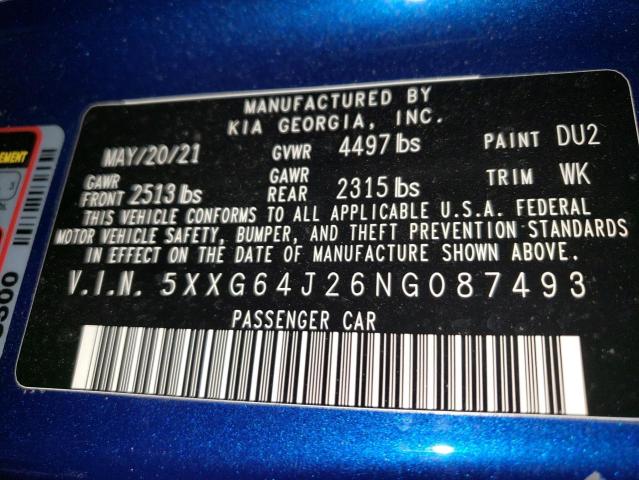 MANUFACTURED BY
KIA GEORGIA, INC.
MAY/20/21 GVWR 4497 lbs PAINT DU2
GAWR FRONT 2513 lbs GAWR REAR 2315 lbs TRIM WK
THIS VEHICLE CONFORMS TO ALL APPLICABLE U.S.A. FEDERAL
MOTOR VEHICLE SAFETY, BUMPER, AND THEFT PREVENTION STANDARDS
IN EFFECT ON THE DATE OF MANUFACTURE SHOWN ABOVE.
V.I.N. 5XXG64J26NG087493
PASSENGER CAR